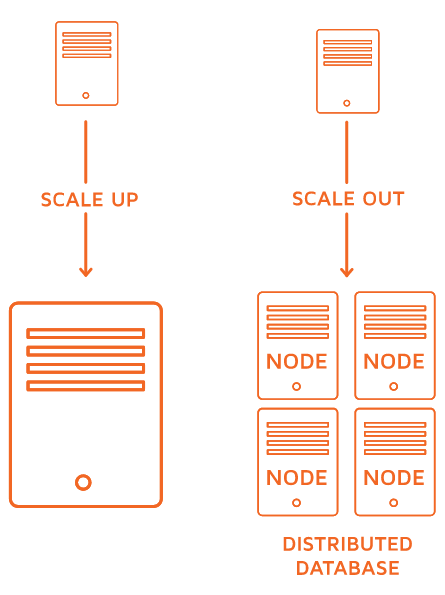 SCALE UP
SCALE OUT
NODE
NODE
NODE
NODE
DISTRIBUTED
DATABASE